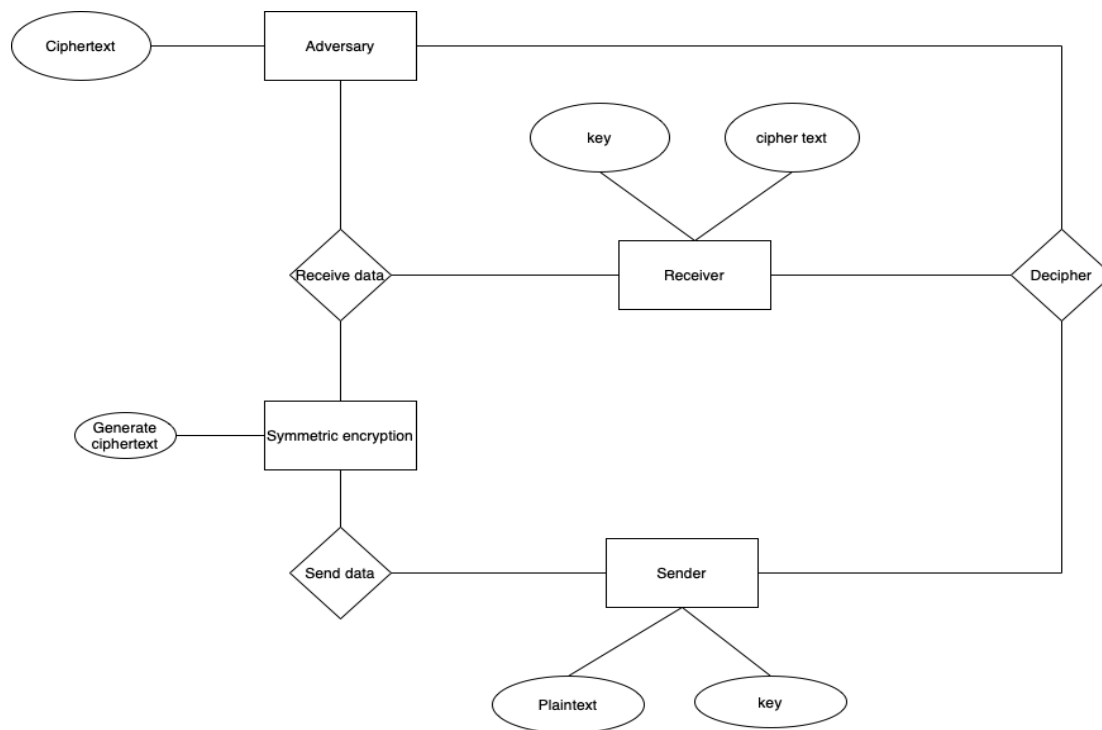 Ciphertext
Adversary
key
cipher text
Receive data
Receiver
Decipher
Generate
ciphertext
Symmetric encryption
Send data
Sender
Plaintext
key